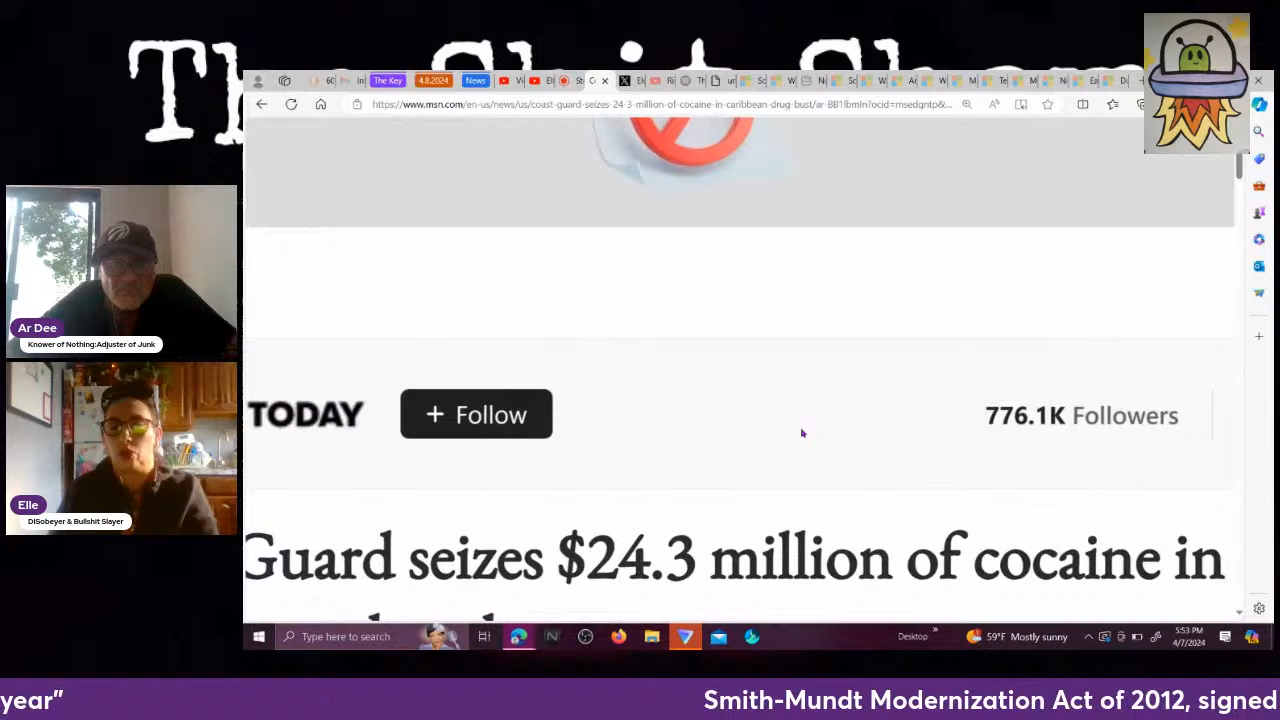 The Key
4.8.2024
News
https://www.msn.com/en-us/news/us/coast-guard-seizes-24-3-million-of-cocaine-in-caribbean-drug-bust/ar-BB1lbmIn?ocid=msedgntp&...
TODAY
+ Follow
776.1K Followers
Guard seizes $24.3 million of cocaine in
Ar Dee
Knower of Nothing:Adjuster of Junk
Elle
DISobeyer & Bullshit Slayer
Type here to search
Desktop
59°F Mostly sunny
5:53 PM
4/7/2024
year”
Smith-Mundt Modernization Act of 2012, signed